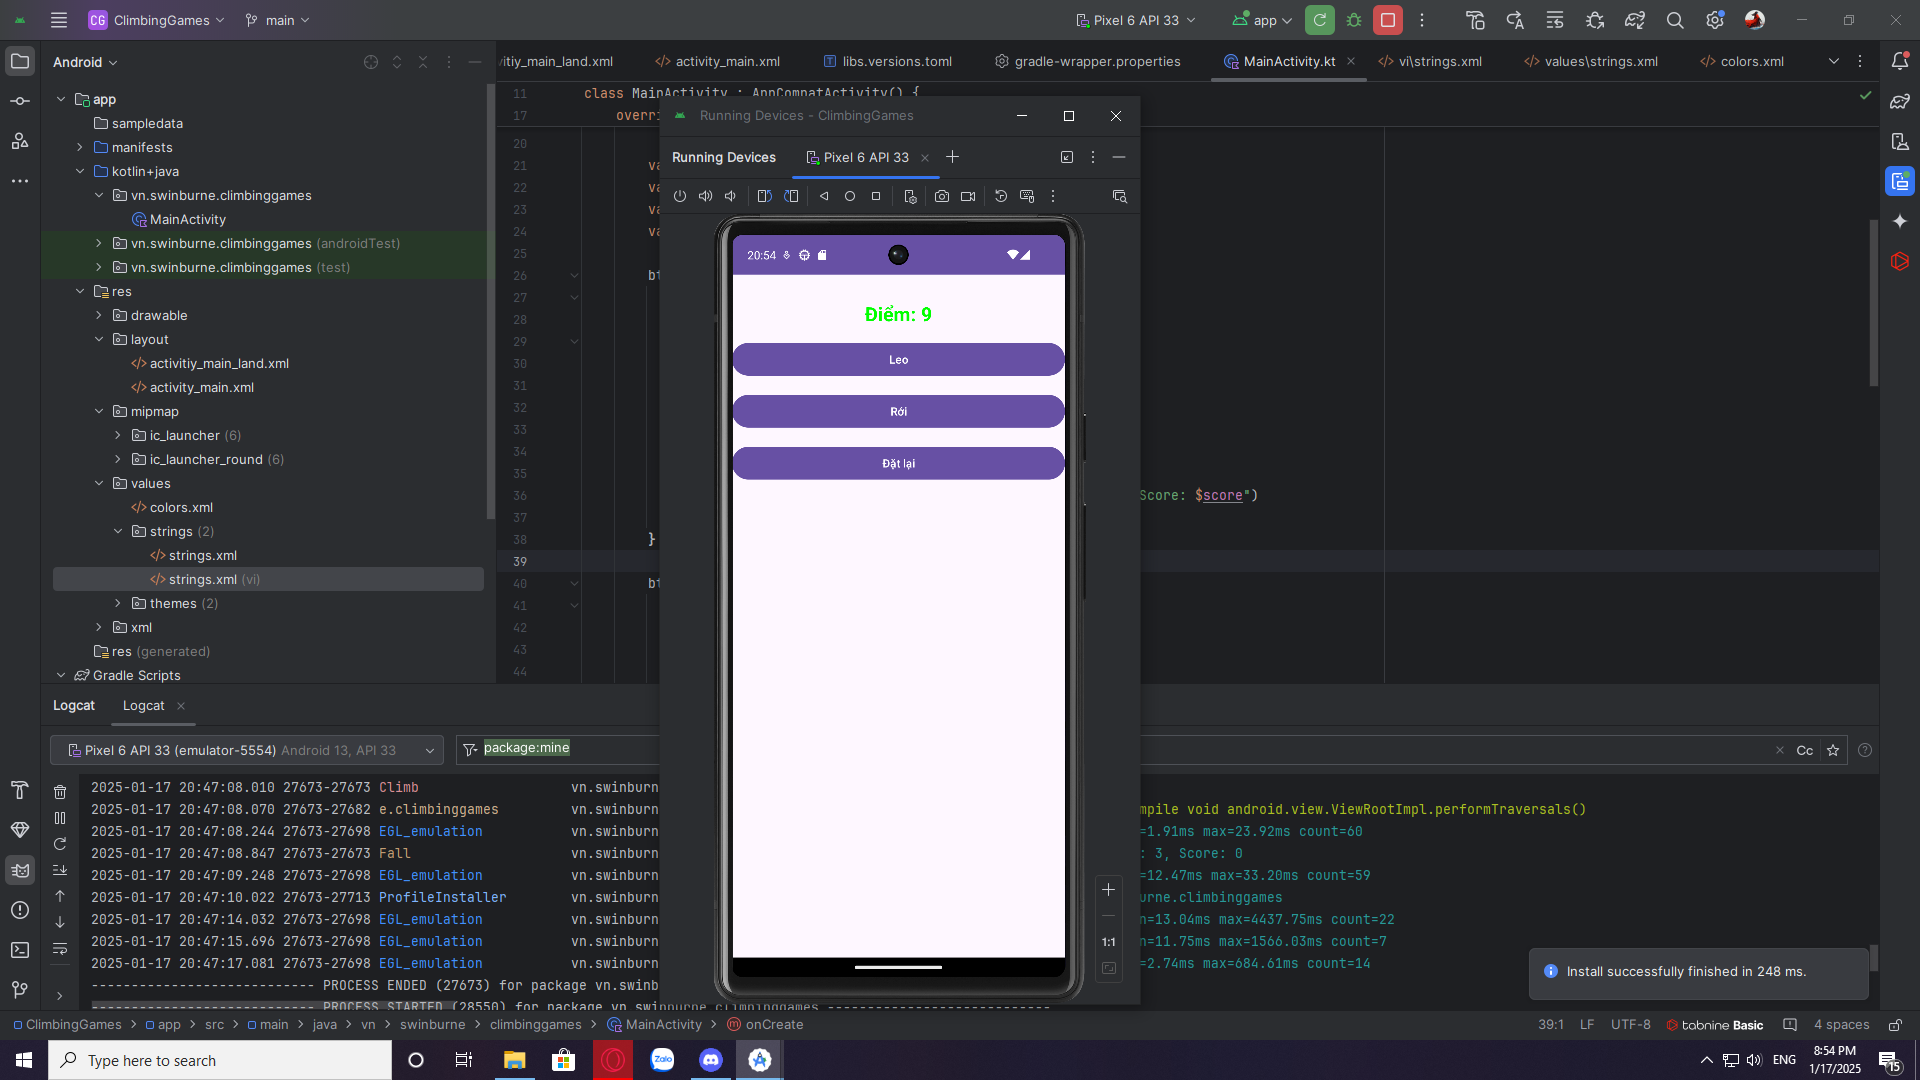 CG ClimbingGames main Pixel 6 API 33 app
Android
app
sampledata
manifests
kotlin+java
vn.swinburne.climbinggames
MainActivity
vn.swinburne.climbinggames (androidTest)
vn.swinburne.climbinggames (test)
res
drawable
layout
activitiy_main_land.xml
activity_main.xml
mipmap
ic_launcher (6)
ic_launcher_round (6)
values
colors.xml
strings (2)
strings.xml
strings.xml (vi)
themes (2)
xml
res (generated)
Gradle Scripts
vitiy_main_land.xml activity_main.xml libs.versions.toml gradle-wrapper.properties MainActivity.kt vi\strings.xml values\strings.xml colors.xml
11 class MainActivity : AppCompatActivity() {
17 overri
20
21 va
22 va
23 va
24 va
25
26 bt
27
28
29
30
31
32
33
34
35
36 Score: $score")
37
38 }
39
40 bt
41
42
43
44
Running Devices - ClimbingGames
Running Devices Pixel 6 API 33
20:54
Điểm: 9
Leo
Rới
Đặt lại
1:1
Logcat Logcat
Pixel 6 API 33 (emulator-5554) Android 13, API 33 package:mine Cc
2025-01-17 20:47:08.010 27673-27673 Climb vn.swinburn
2025-01-17 20:47:08.070 27673-27682 e.climbinggames vn.swinburn mpile void android.view.ViewRootImpl.performTraversals()
2025-01-17 20:47:08.244 27673-27698 EGL_emulation vn.swinburn =1.91ms max=23.92ms count=60
2025-01-17 20:47:08.847 27673-27673 Fall vn.swinburn : 3, Score: 0
2025-01-17 20:47:09.248 27673-27698 EGL_emulation vn.swinburn =12.47ms max=33.20ms count=59
2025-01-17 20:47:10.022 27673-27713 ProfileInstaller vn.swinburn urne.climbinggames
2025-01-17 20:47:14.032 27673-27698 EGL_emulation vn.swinburn n=13.04ms max=4437.75ms count=22
2025-01-17 20:47:15.696 27673-27698 EGL_emulation vn.swinburn n=11.75ms max=1566.03ms count=7
2025-01-17 20:47:17.081 27673-27698 EGL_emulation vn.swinburn =2.74ms max=684.61ms count=14
---------------------------- PROCESS ENDED (27673) for package vn.swinb
---------------------------- PROCESS STARTED (28550) for package vn.swinburne.climbinggames ----------------------------
Install successfully finished in 248 ms.
ClimbingGames app src main java vn swinburne climbinggames MainActivity onCreate 39:1 LF UTF-8 tabnine Basic 4 spaces
Type here to search Zalo ENG 8:54 PM
1/17/2025 15